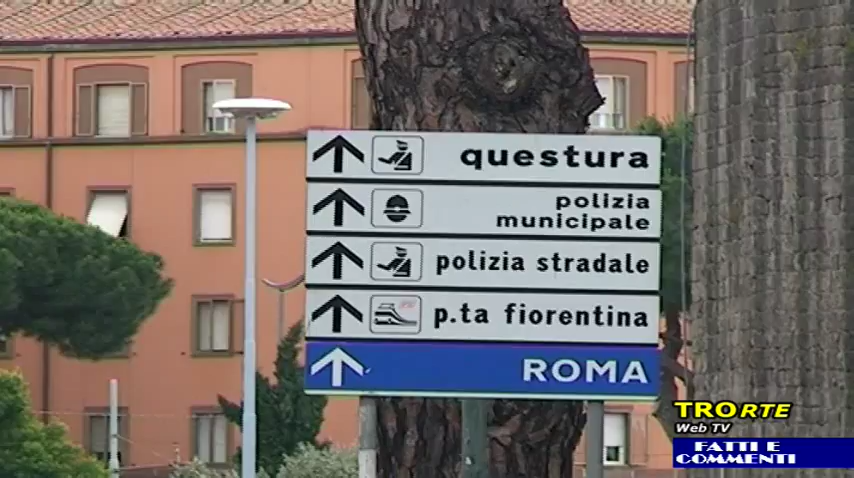 questura
polizia
municipale
polizia stradale
p.ta fiorentina
ROMA
TRORTE
Web TV
FATTI E
COMMENTI